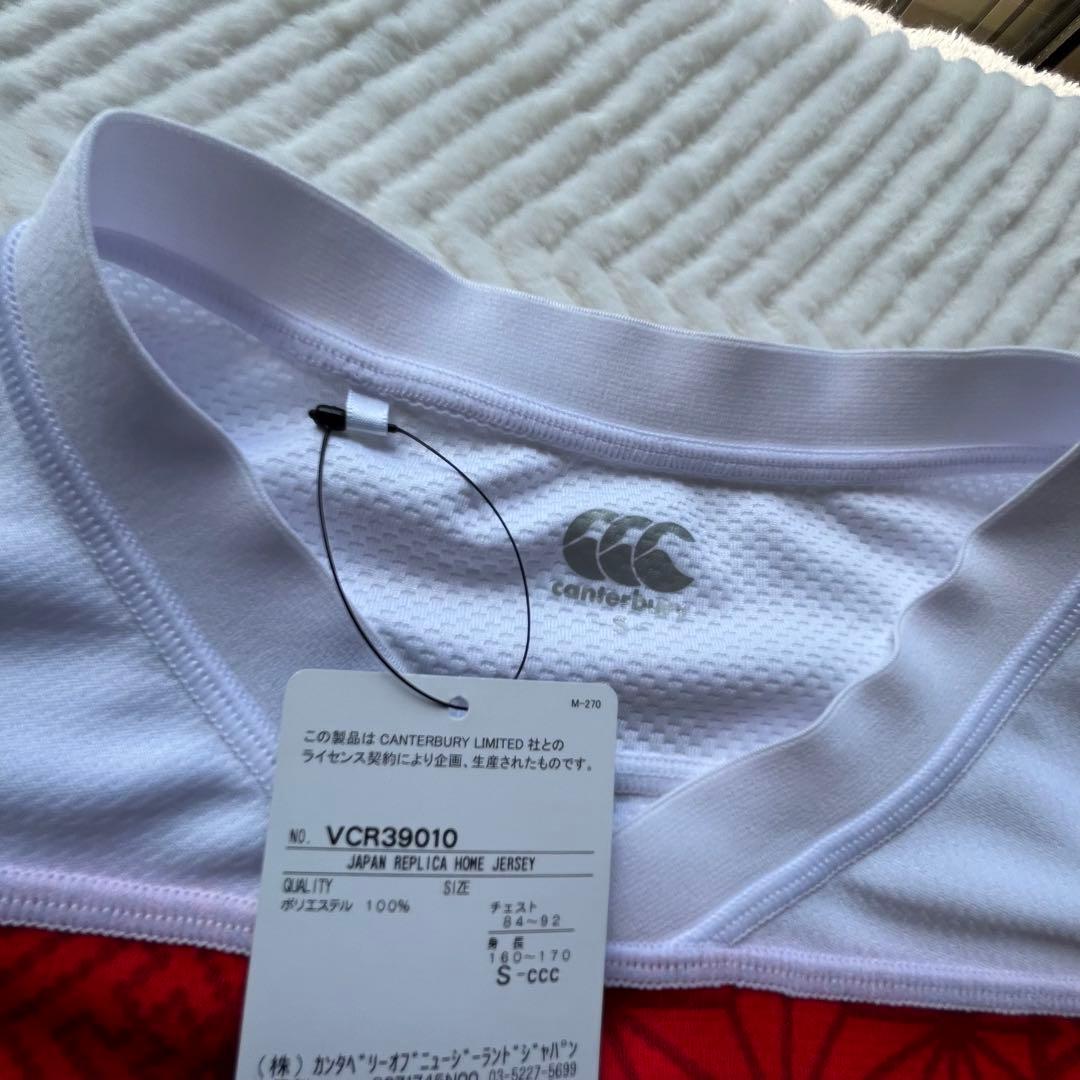 canterbury
S
M-270
この製品は CANTERBURY LIMITED 社との
ライセンス契約により企画、生産されたものです。
NO. VCR39010
JAPAN REPLICA HOME JERSEY
QUALITY SIZE
ポリエステル 100%
チェスト
84~92
身 長
160~170
S-ccc
(株) カンタベリーオブニュージーランドジャパン
03-5227-5699